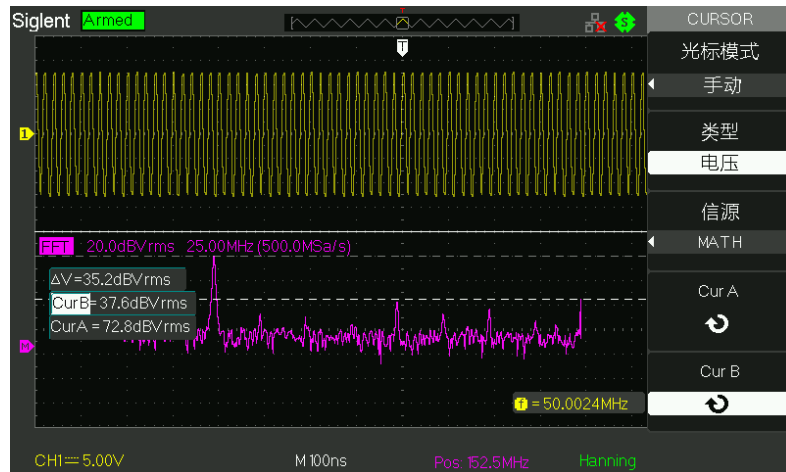 Siglent Armed
T
S
CURSOR
光标模式
手动
类型
电压
信源
MATH
Cur A
Cur B
T
1
FFT 20.0dBVrms 25.00MHz (500.0MSa/s)
ΔV=35.2dBVrms
CurB=37.6dBVrms
CurA=72.8dBVrms
M
f = 50.0024MHz
CH1 5.00V M 100ns Pos: 152.5MHz Hanning